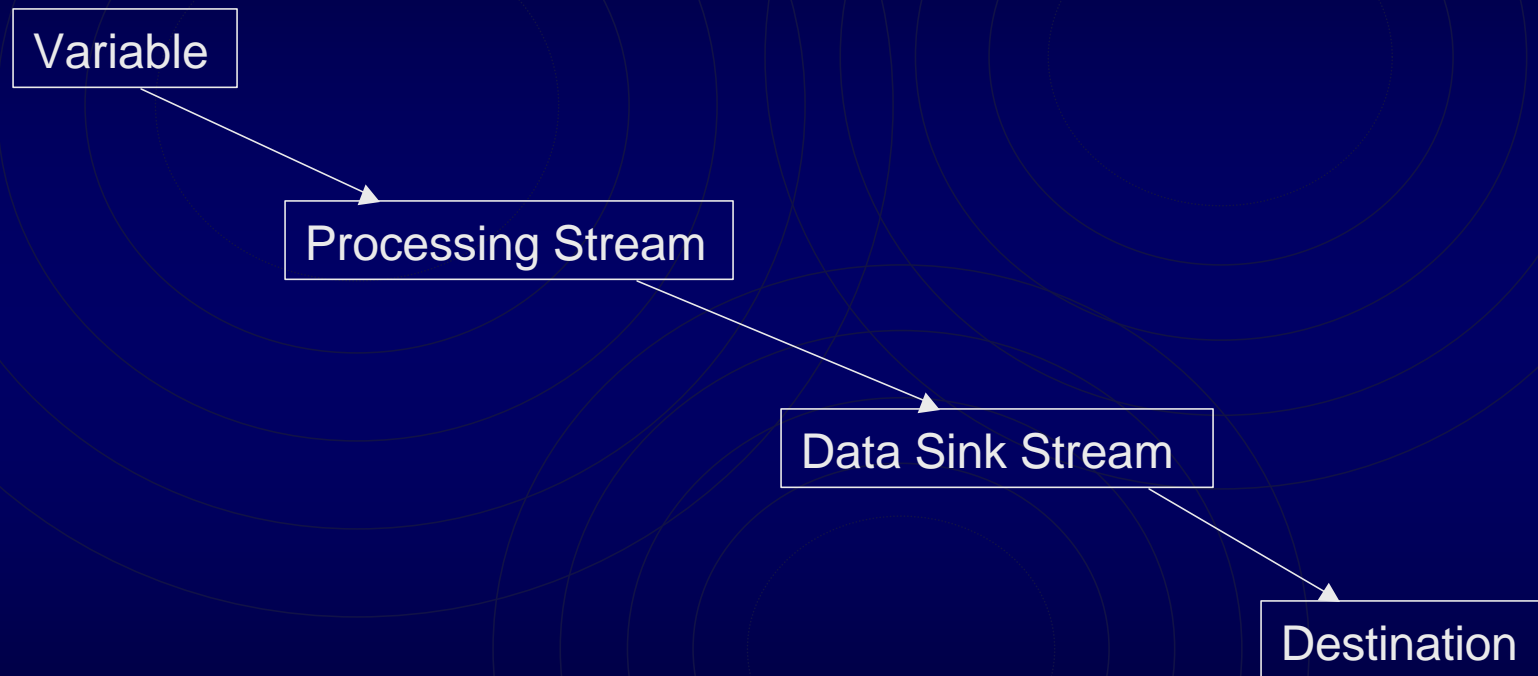 Variable
Processing Stream
Data Sink Stream
Destination